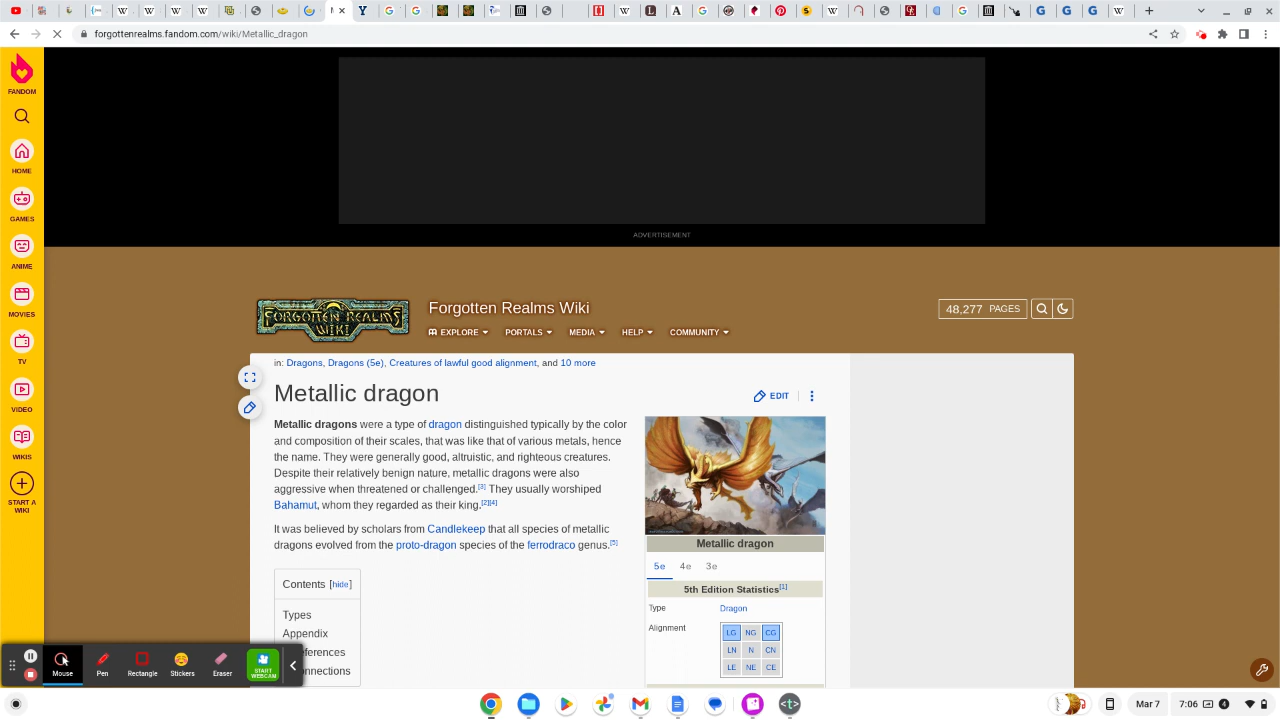 forgottenrealms.fandom.com/wiki/Metallic_dragon
FANDOM
HOME
GAMES
ANIME
MOVIES
TV
VIDEO
WIKIS
START A
WIKI
ADVERTISEMENT
FORGOTTEN REALMS
WIKI
Forgotten Realms Wiki
48,277 PAGES
EXPLORE PORTALS MEDIA HELP COMMUNITY
in: Dragons, Dragons (5e), Creatures of lawful good alignment, and 10 more
Metallic dragon
EDIT
Metallic dragons were a type of dragon distinguished typically by the color
and composition of their scales, that was like that of various metals, hence
the name. They were generally good, altruistic, and righteous creatures.
Despite their relatively benign nature, metallic dragons were also
aggressive when threatened or challenged.[3] They usually worshiped
Bahamut, whom they regarded as their king.[2][4]
It was believed by scholars from Candlekeep that all species of metallic
dragons evolved from the proto-dragon species of the ferrodraco genus.[5]
Contents [hide]
Types
Appendix
eferences
onnections
Metallic dragon
5e 4e 3e
5th Edition Statistics[1]
Type Dragon
Alignment
LG NG CG
LN N CN
LE NE CE
Mouse
Pen
Rectangle
Stickers
Eraser
START
WEBCAM
Mar 7
7:06
4